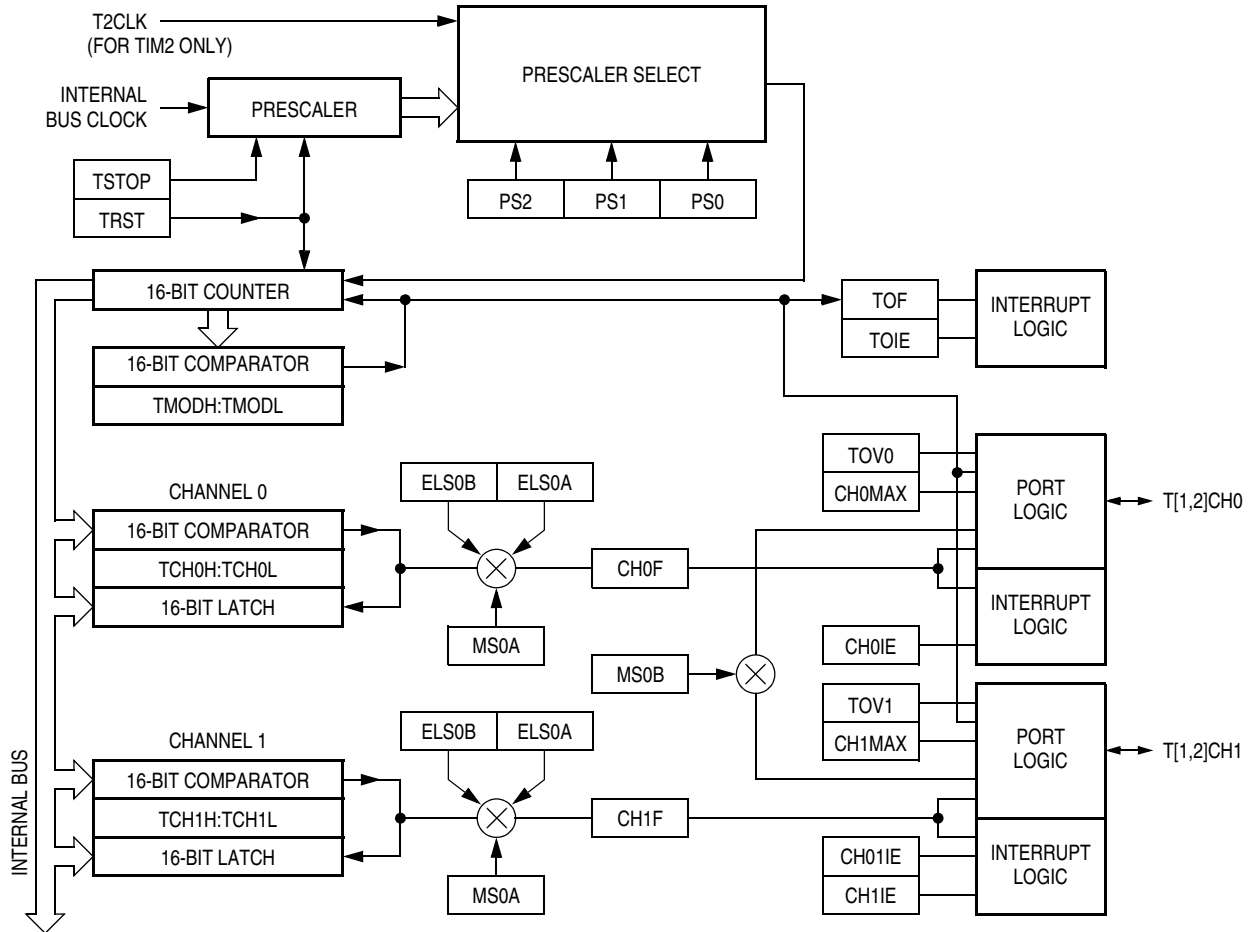 T2CLK
(FOR TIM2 ONLY)
PRESCALER SELECT
INTERNAL
BUS CLOCK
PRESCALER
TSTOP
TRST
PS2
PS1
PS0
16-BIT COUNTER
16-BIT COMPARATOR
TMODH:TMODL
TOF
TOIE
INTERRUPT
LOGIC
CHANNEL 0
16-BIT COMPARATOR
TCH0H:TCH0L
16-BIT LATCH
ELS0B
ELS0A
MS0A
CH0F
TOV0
CH0MAX
PORT
LOGIC
T[1,2]CH0
INTERRUPT
LOGIC
CH0IE
MS0B
CHANNEL 1
16-BIT COMPARATOR
TCH1H:TCH1L
16-BIT LATCH
ELS0B
ELS0A
MS0A
CH1F
TOV1
CH1MAX
PORT
LOGIC
T[1,2]CH1
CH01IE
CH1IE
INTERRUPT
LOGIC
INTERNAL BUS